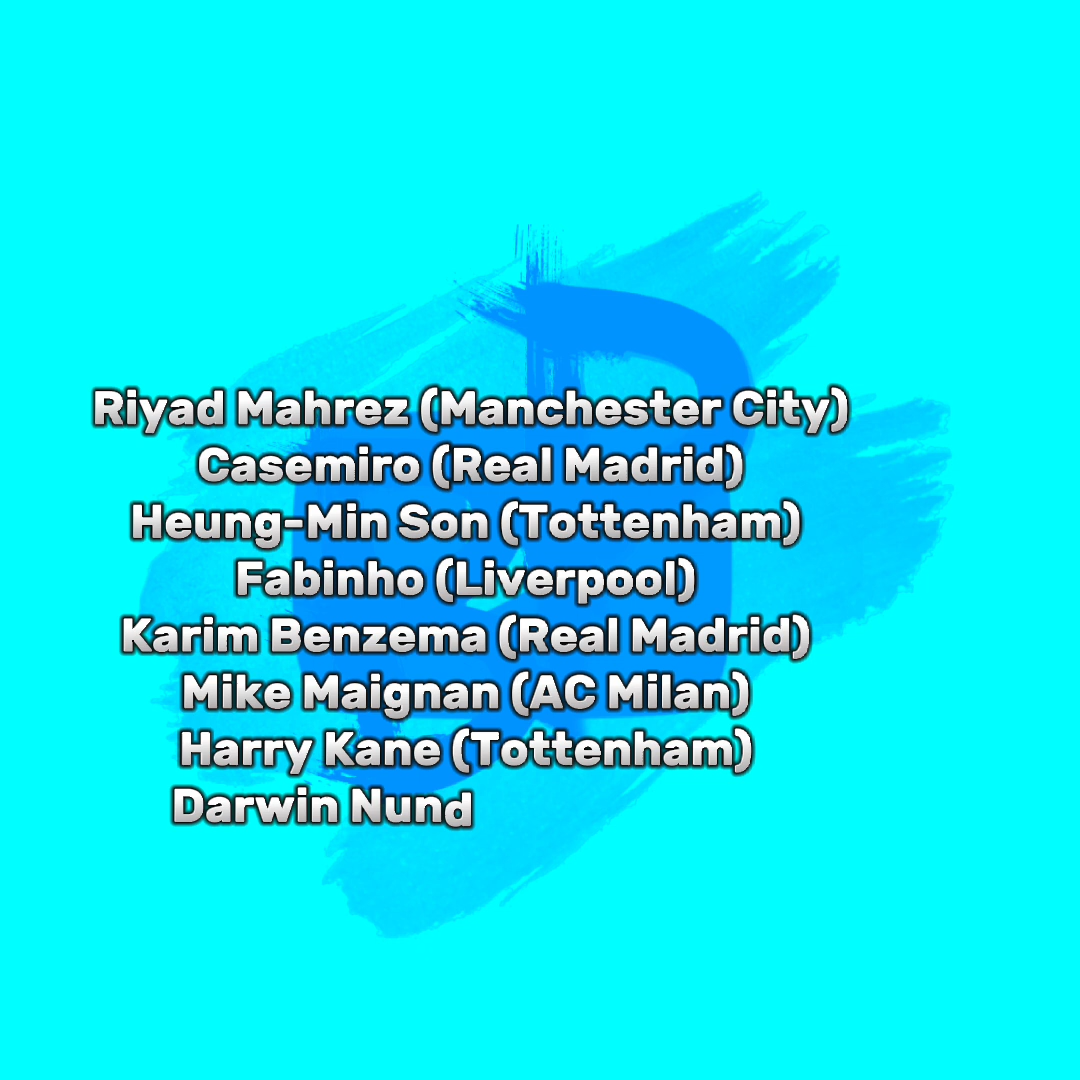 Riyad Mahrez (Manchester City)
Casemiro (Real Madrid)
Heung-Min Son (Tottenham)
Fabinho (Liverpool)
Karim Benzema (Real Madrid)
Mike Maignan (AC Milan)
Harry Kane (Tottenham)
Darwin Nund